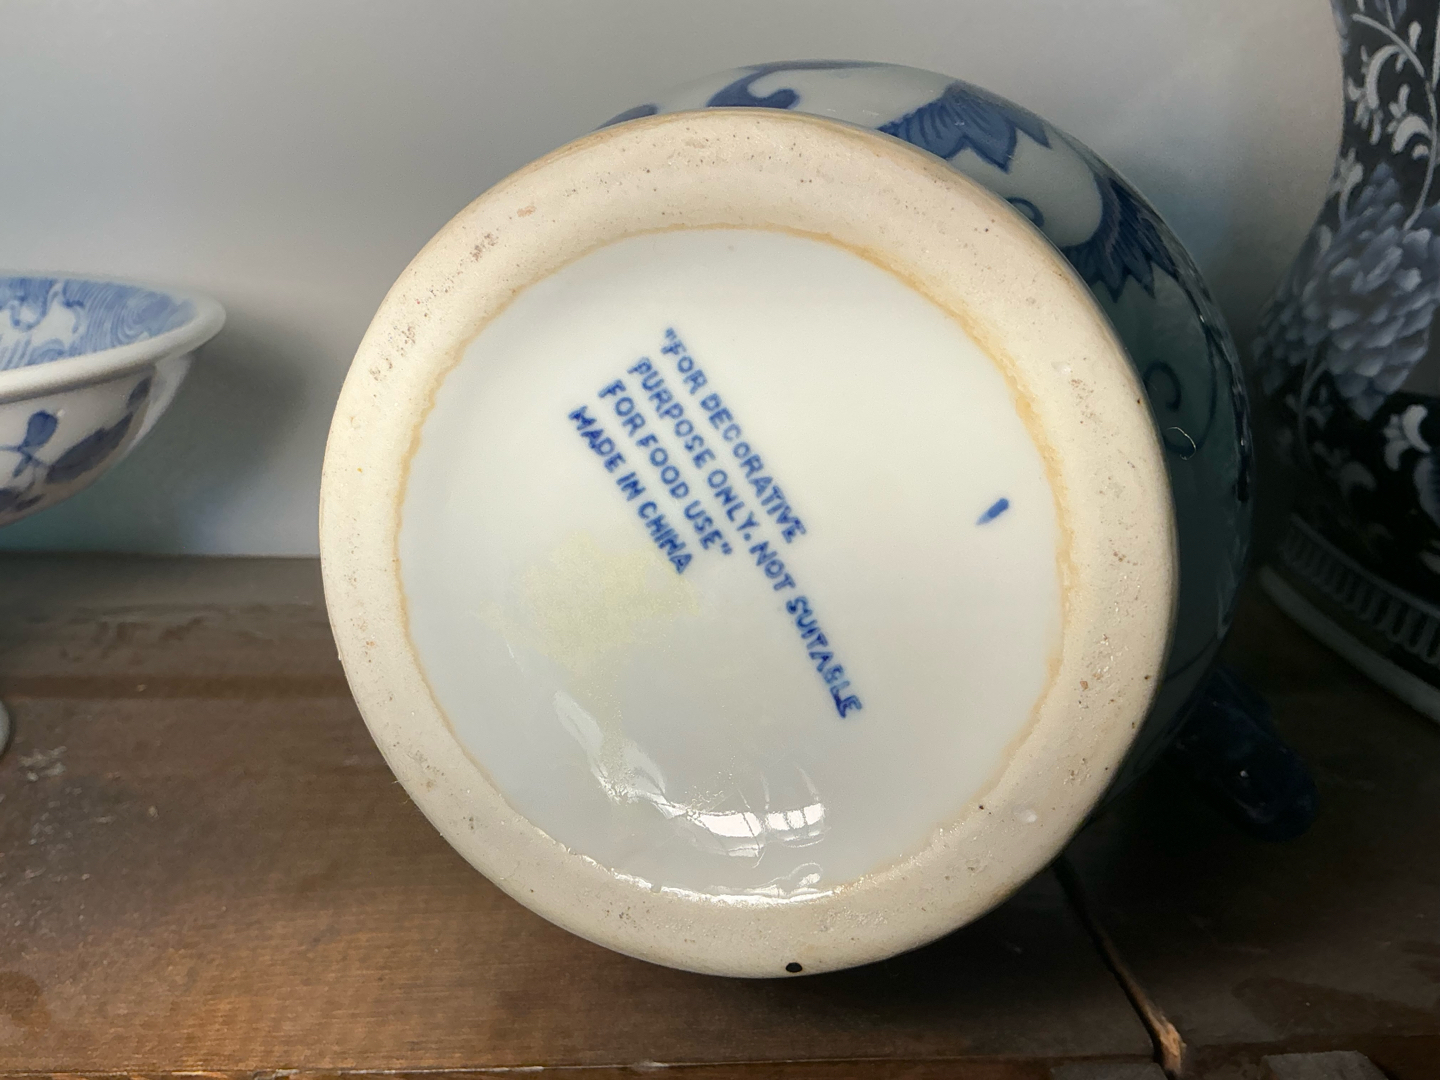 "FOR DECORATIVE
PURPOSE ONLY. NOT SUITABLE
FOR FOOD USE"
MADE IN CHINA